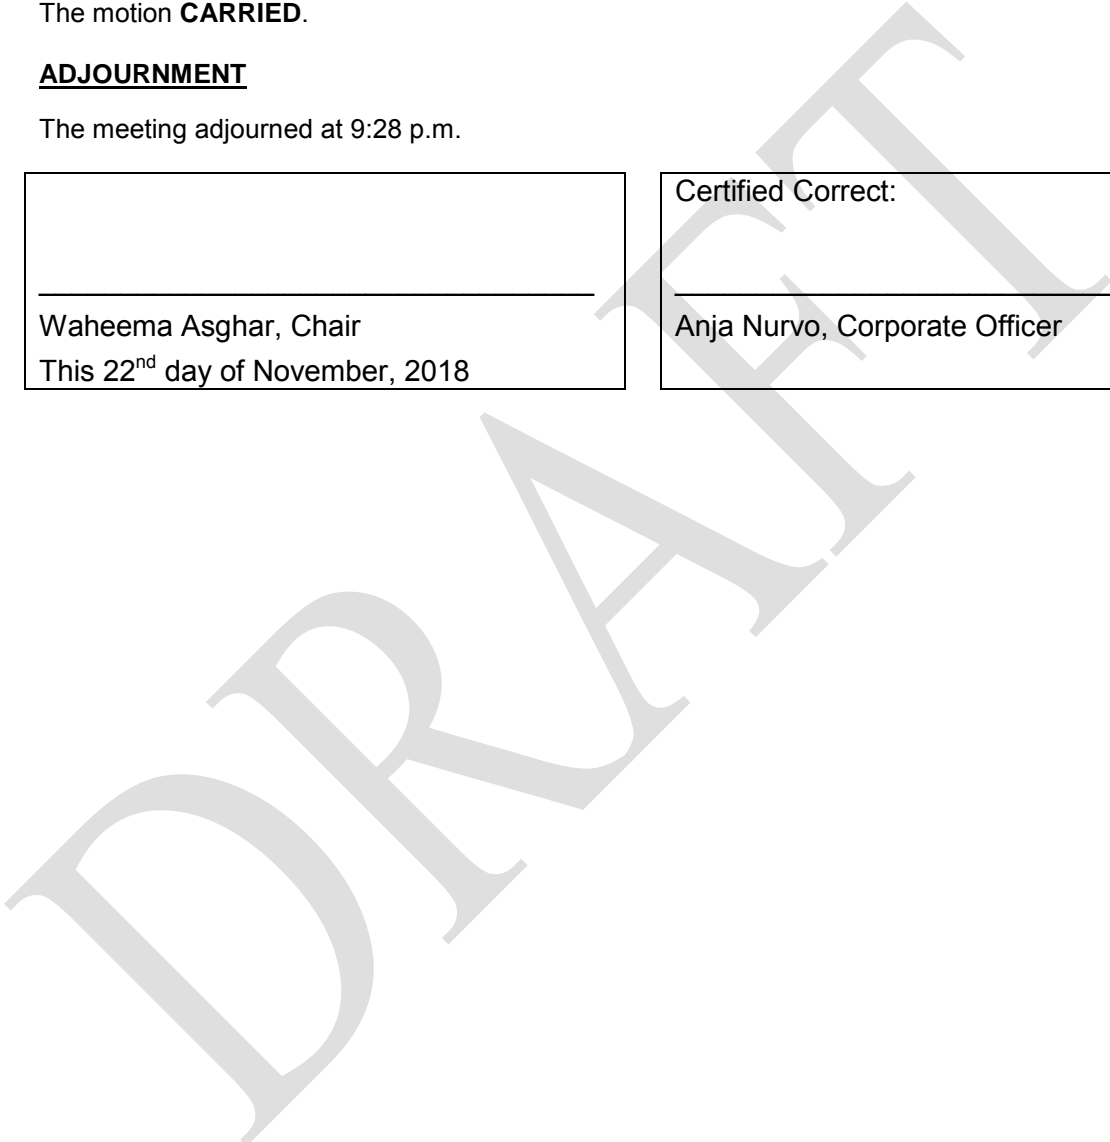 The motion CARRIED.
ADJOURNMENT
The meeting adjourned at 9:28 p.m.
Certified Correct:
Waheema Asghar, Chair
This 22nd day of November, 2018
Anja Nurvo, Corporate Officer
DRAFT